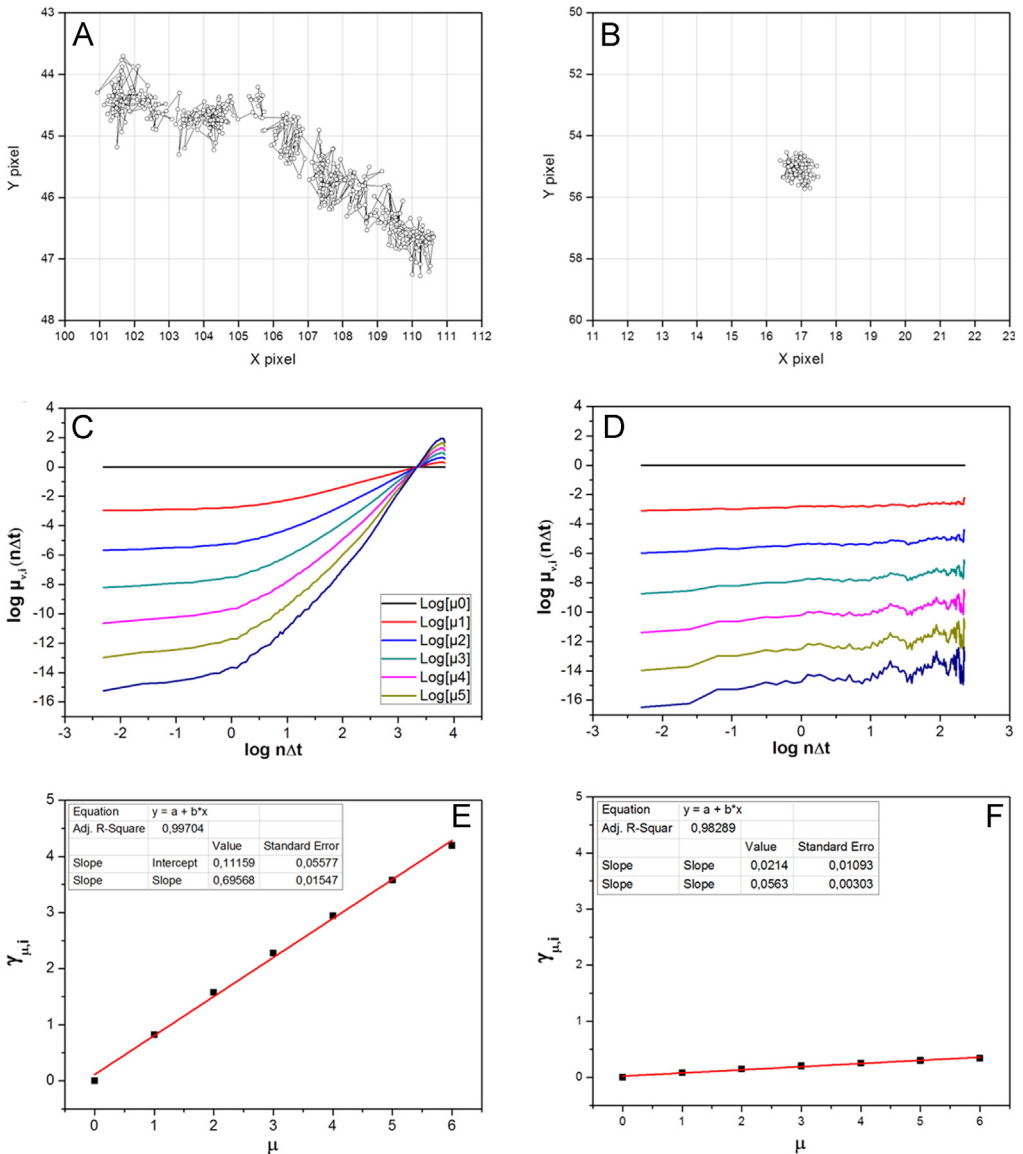 A
43
44
45
46
47
48
Y pixel
100 101 102 103 104 105 106 107 108 109 110 111 112
X pixel
B
50
52
54
56
58
60
Y pixel
11 12 13 14 15 16 17 18 19 20 21 22 23
X pixel
C
4
2
0
-2
-4
-6
-8
-10
-12
-14
-16
log μν,i (nΔt)
Log[μ0]
Log[μ1]
Log[μ2]
Log[μ3]
Log[μ4]
Log[μ5]
-3 -2 -1 0 1 2 3 4 5
log nΔt
D
4
2
0
-2
-4
-6
-8
-10
-12
-14
-16
log μν,i (nΔt)
-3 -2 -1 0 1 2 3
log nΔt
E
5
4
3
2
1
0
γμ,i
Equation y = a + b*x
Adj. R-Square 0,99704
Value Standard Error
Slope Intercept 0,11159 0,05577
Slope Slope 0,69568 0,01547
0 1 2 3 4 5 6
μ
F
5
4
3
2
1
0
γμ,i
Equation y = a + b*x
Adj. R-Squar 0,98289
Value Standard Erro
Slope Slope 0,0214 0,01093
Slope Slope 0,0563 0,00303
0 1 2 3 4 5 6
μ